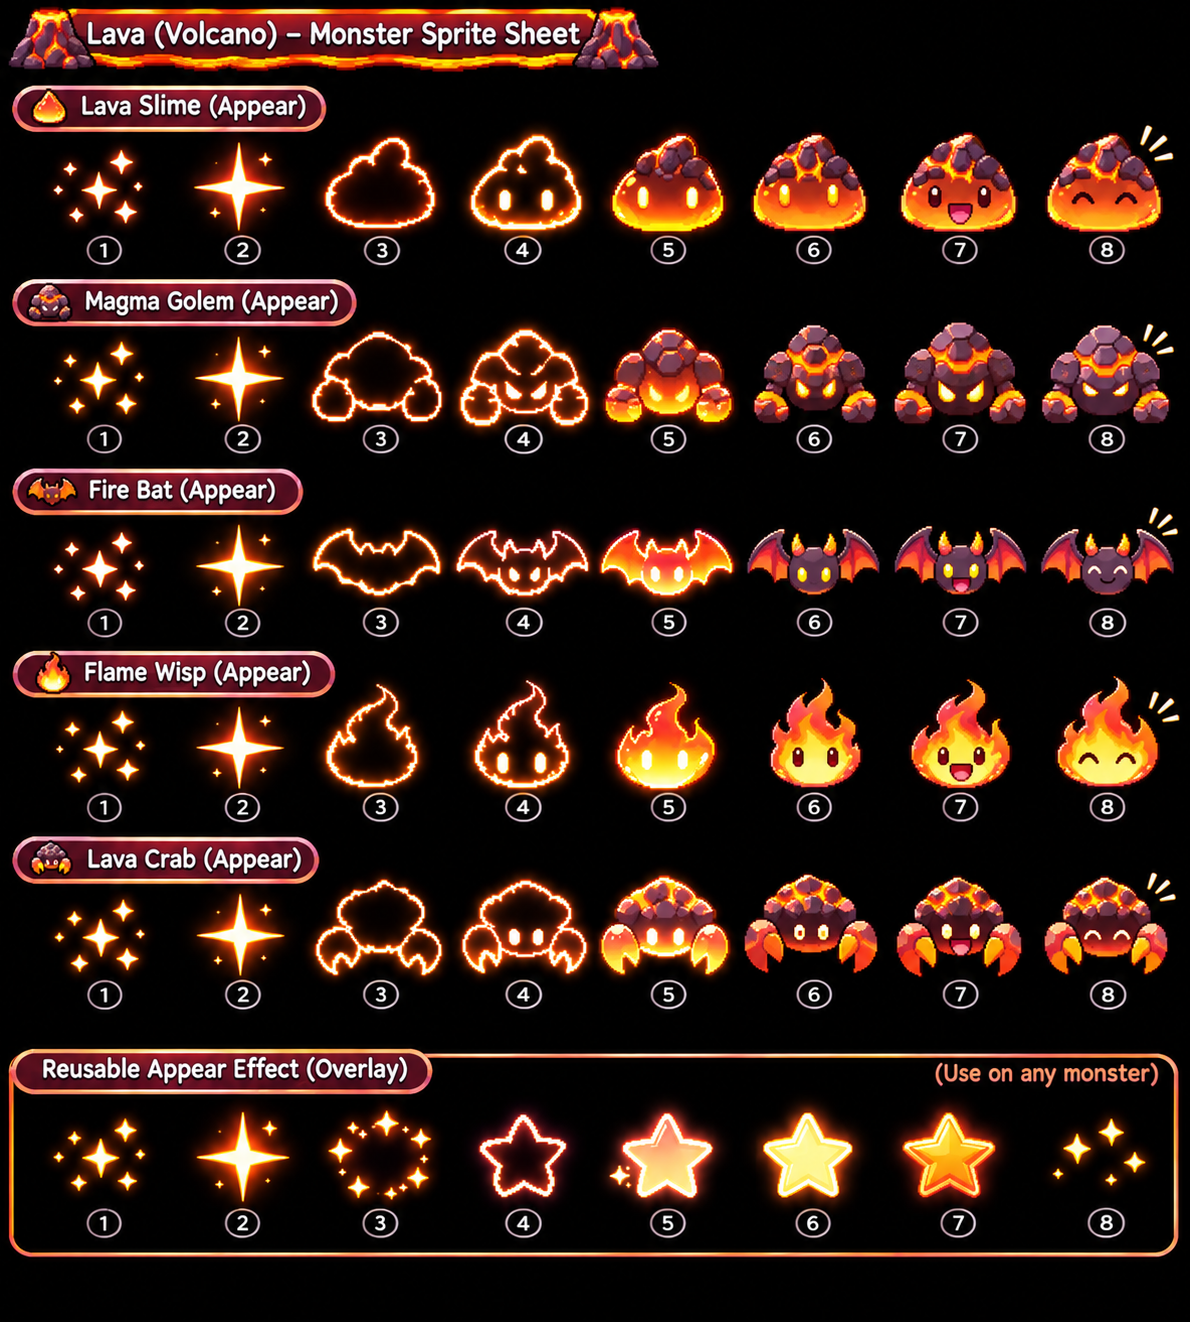 Lava (Volcano) – Monster Sprite Sheet
Lava Slime (Appear)
1 2 3 4 5 6 7 8
Magma Golem (Appear)
1 2 3 4 5 6 7 8
Fire Bat (Appear)
1 2 3 4 5 6 7 8
Flame Wisp (Appear)
1 2 3 4 5 6 7 8
Lava Crab (Appear)
1 2 3 4 5 6 7 8
Reusable Appear Effect (Overlay)
(Use on any monster)
1 2 3 4 5 6 7 8